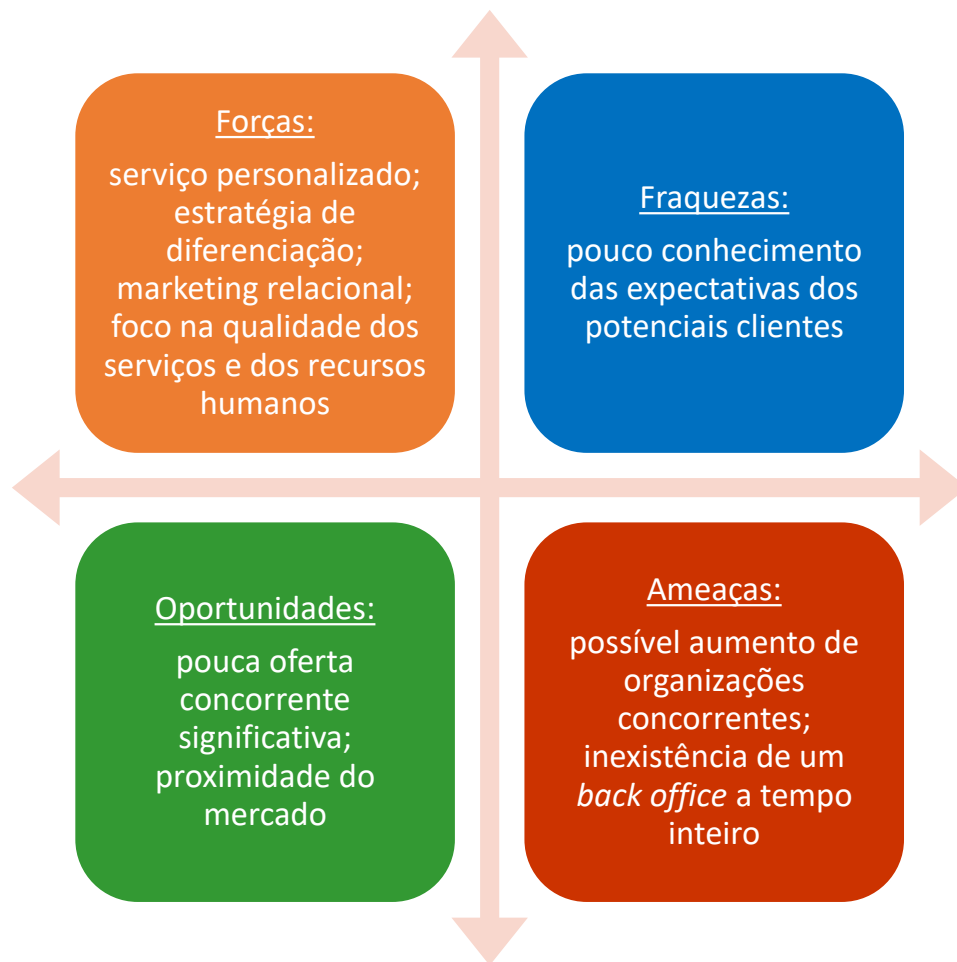 Forças:
serviço personalizado;
estratégia de
diferenciação;
marketing relacional;
foco na qualidade dos
serviços e dos recursos
humanos
Fraquezas:
pouco conhecimento
das expectativas dos
potenciais clientes
Oportunidades:
pouca oferta
concorrente
significativa;
proximidade do
mercado
Ameaças:
possível aumento de
organizações
concorrentes;
inexistência de um
back office a tempo
inteiro